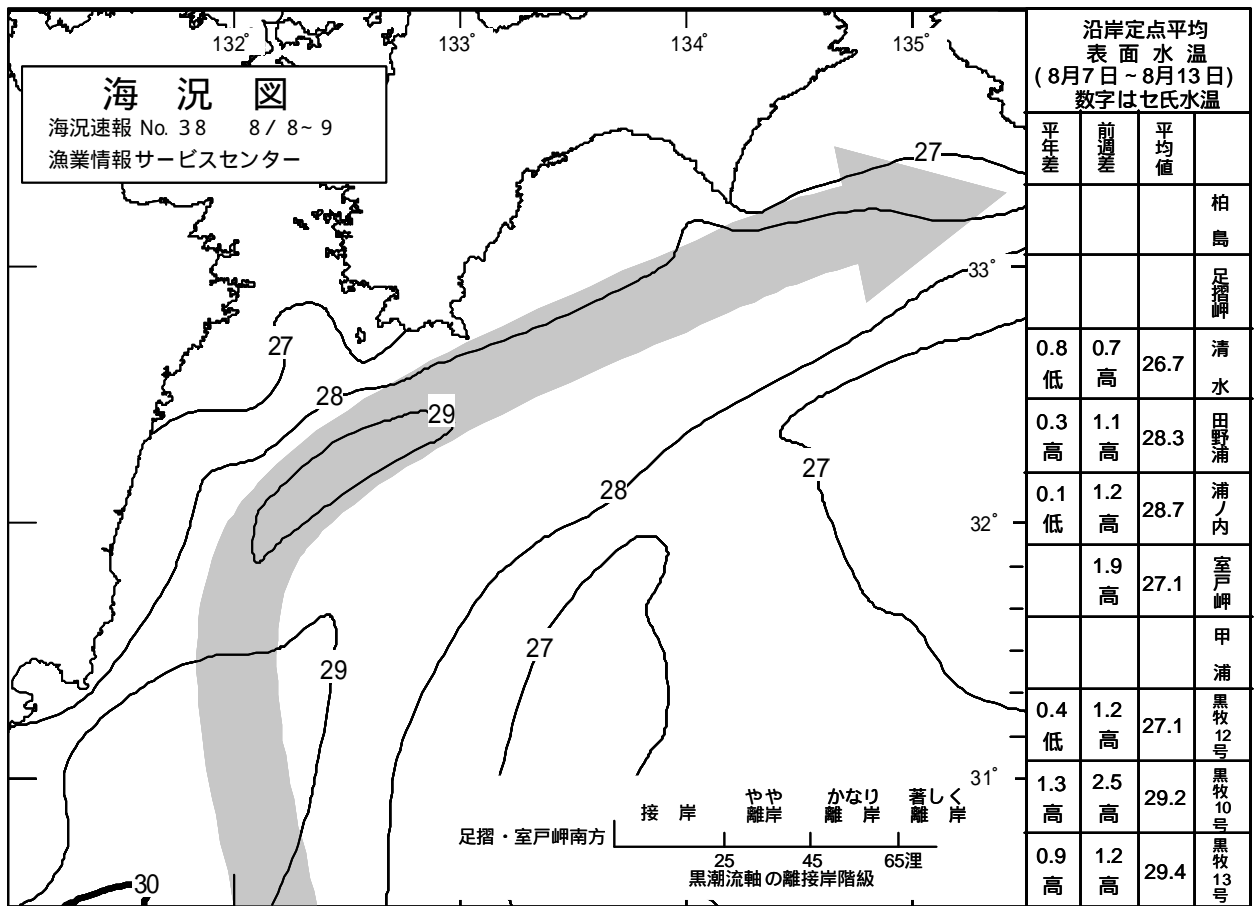 132°
133°
134°
135°
海況図
海況速報 No. 38 8/ 8~ 9
漁業情報サービスセンター
27
27
28
29
33°
27
28
32°
29
27
31°
30
接岸 やや離岸 かなり離岸 著しく離岸
足摺・室戸岬南方
25 45 65浬
黒潮流軸の離接岸階級
沿岸定点平均
表面水温
( 8月7日~8月13日)
数字はセ氏水温
平年差 前週差 平均値
柏島
足摺岬
0.8低 0.7高 26.7 清水
0.3高 1.1高 28.3 田野浦
0.1低 1.2高 28.7 浦ノ内
1.9高 27.1 室戸岬
甲浦
0.4低 1.2高 27.1 黒牧12号
1.3高 2.5高 29.2 黒牧10号
0.9高 1.2高 29.4 黒牧13号